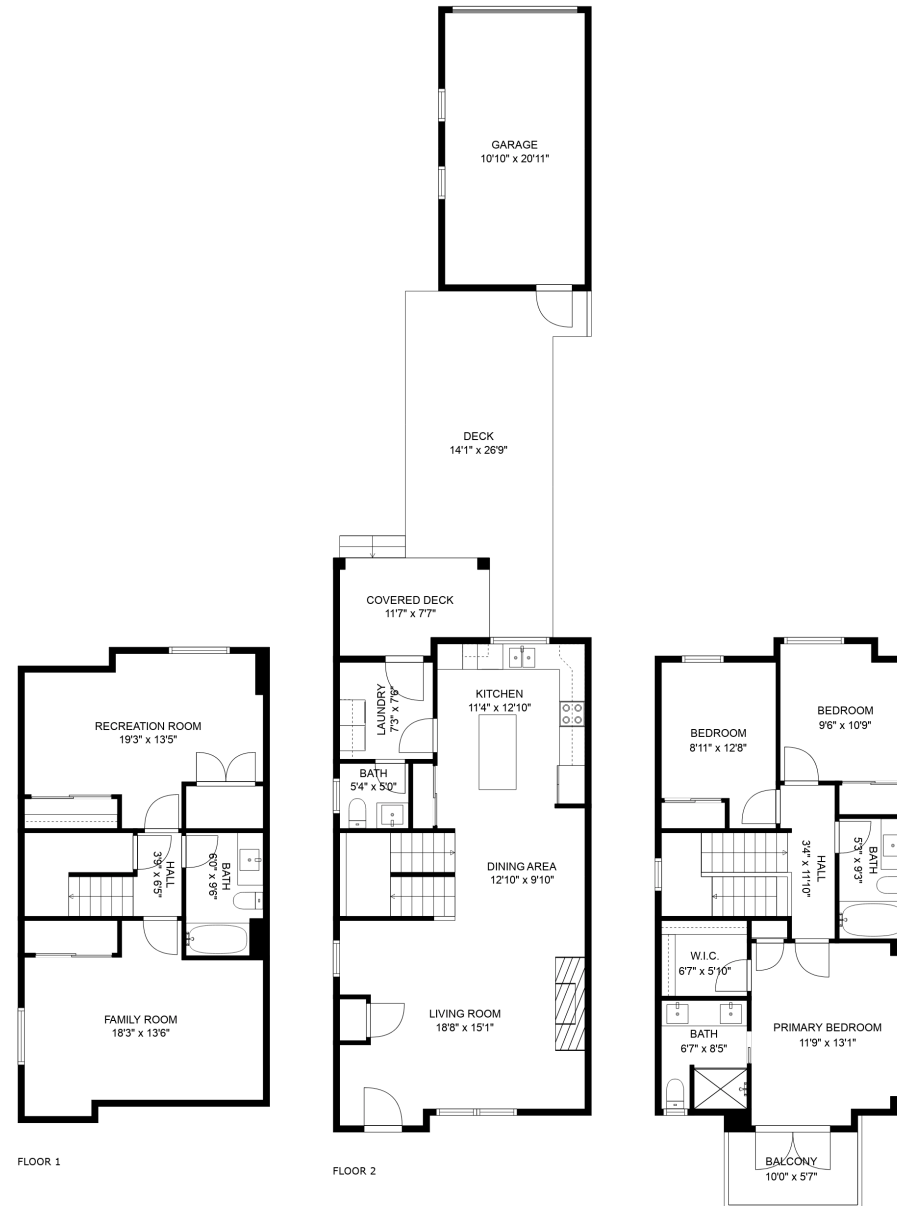 GARAGE
10'10" x 20'11"
DECK
14'1" x 26'9"
COVERED DECK
11'7" x 7'7"
LAUNDRY
7'3" x 7'6"
KITCHEN
11'4" x 12'10"
BATH
5'4" x 5'0"
DINING AREA
12'10" x 9'10"
LIVING ROOM
18'8" x 15'1"
FLOOR 2
RECREATION ROOM
19'3" x 13'5"
HALL
3'9" x 6'5"
BATH
6'0" x 9'6"
FAMILY ROOM
18'3" x 13'6"
FLOOR 1
BEDROOM
8'11" x 12'8"
BEDROOM
9'6" x 10'9"
HALL
3'4" x 11'10"
BATH
5'3" x 9'3"
W.I.C.
6'7" x 5'10"
BATH
6'7" x 8'5"
PRIMARY BEDROOM
11'9" x 13'1"
BALCONY
10'0" x 5'7"